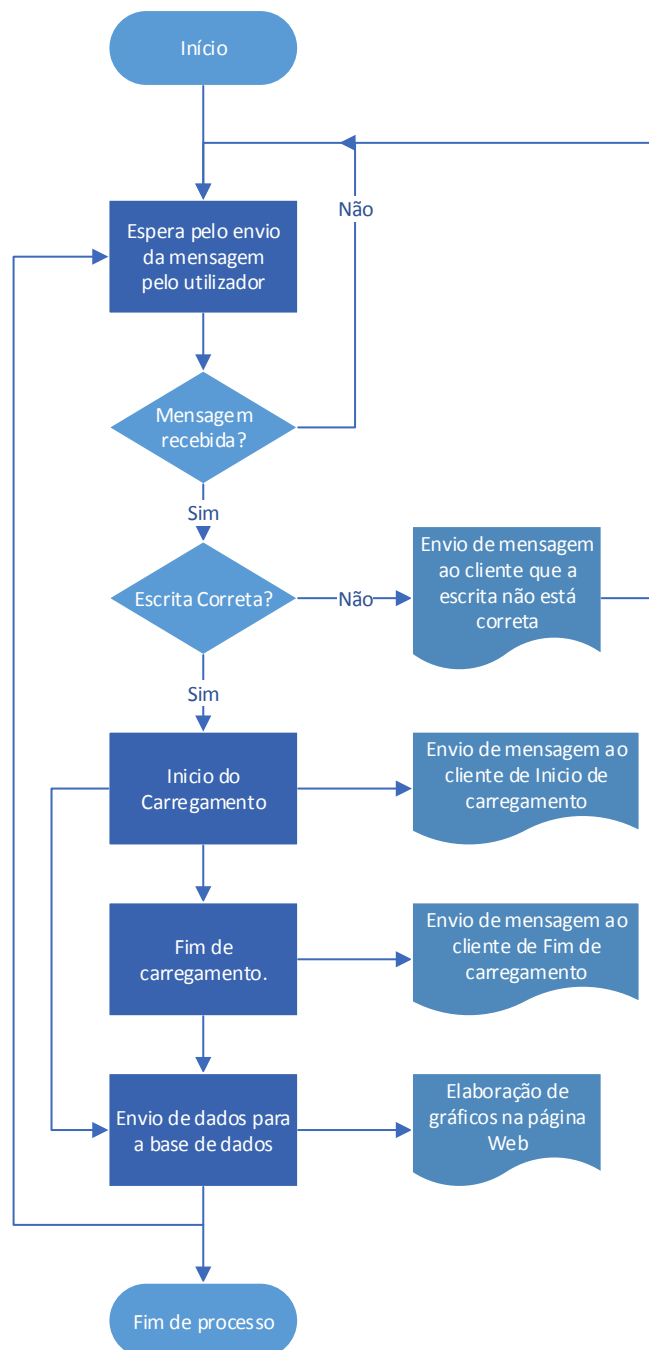 Início
Não
Espera pelo envio
da mensagem
pelo utilizador
Mensagem
recebida?
Sim
Escrita Correta?
Não
Envio de mensagem
ao cliente que a
escrita não está
correta
Sim
Inicio do
Carregamento
Envio de mensagem ao
cliente de Inicio de
carregamento
Fim de
carregamento.
Envio de mensagem ao
cliente de Fim de
carregamento
Envio de dados para
a base de dados
Elaboração de
gráficos na página
Web
Fim de processo